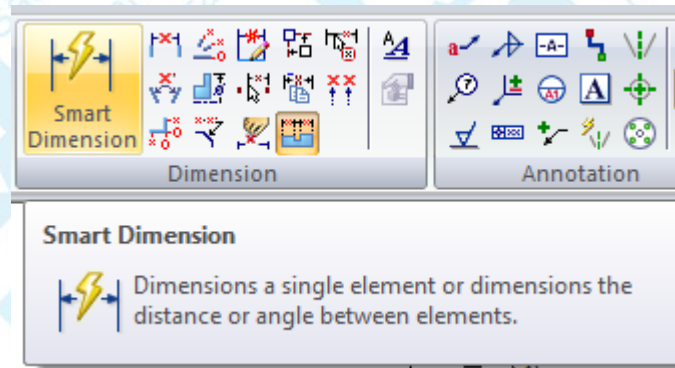 Smart
Dimension
Dimension
Annotation
Smart Dimension
Dimensions a single element or dimensions the
distance or angle between elements.